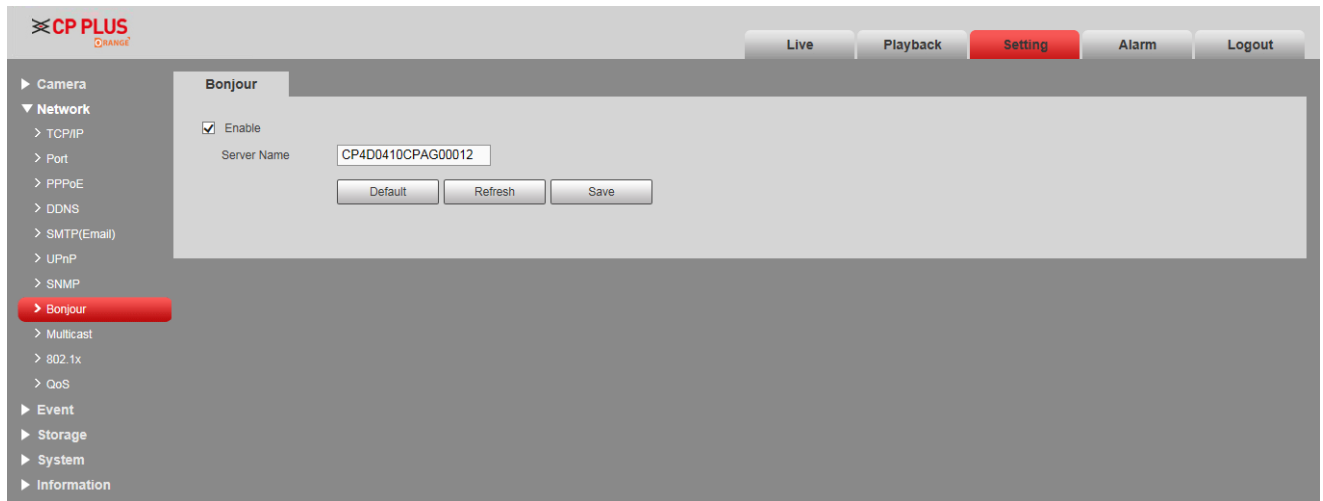 CP PLUS
ORANGE
Live Playback Setting Alarm Logout
Camera
Network
TCP/IP
Port
PPPoE
DDNS
SMTP(Email)
UPnP
SNMP
Bonjour
Multicast
802.1x
QoS
Event
Storage
System
Information
Bonjour
Enable
Server Name CP4D0410CPAG00012
Default Refresh Save